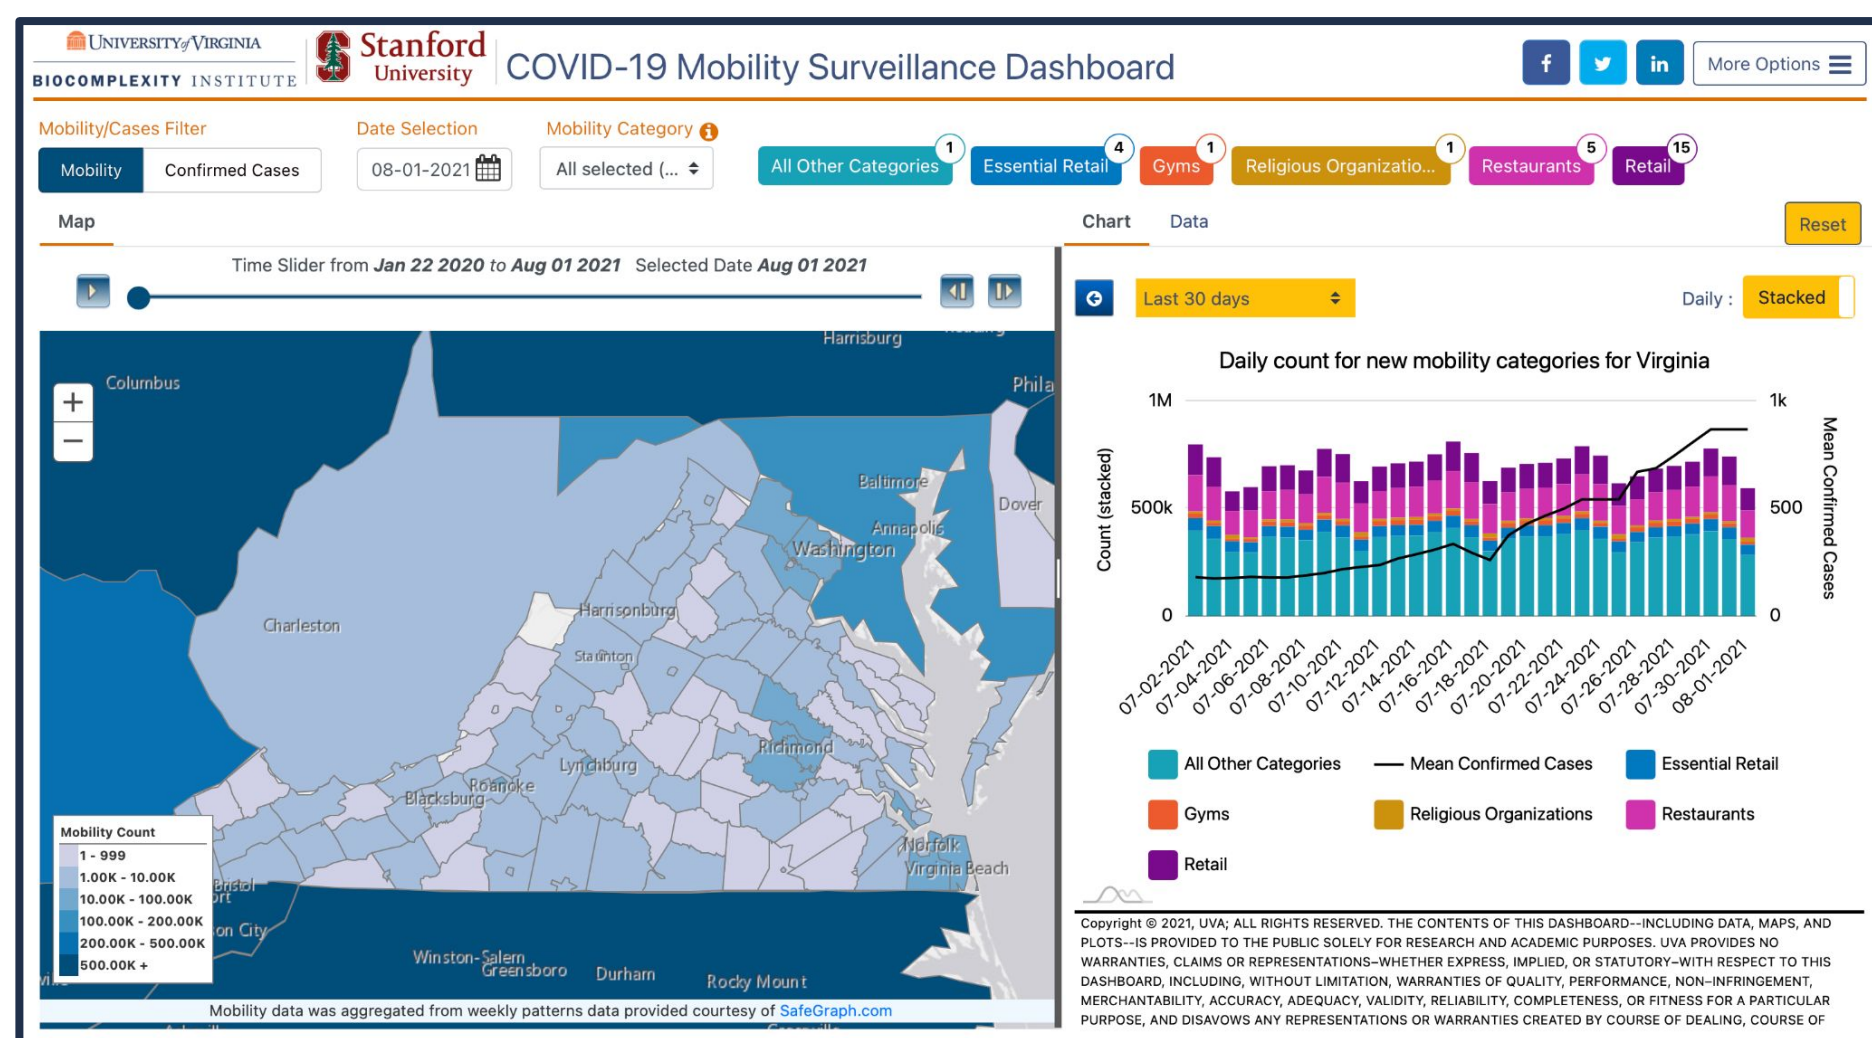 UNIVERSITY of VIRGINIA
BIOCOMPLEXITY INSTITUTE
Stanford
University
COVID-19 Mobility Surveillance Dashboard
f
in
More Options
Mobility/Cases Filter
Date Selection
Mobility Category
Mobility
Confirmed Cases
08-01-2021
All selected (...
All Other Categories 1
Essential Retail 4
Gyms 1
Religious Organizatio... 1
Restaurants 5
Retail 15
Map
Chart
Data
Reset
Time Slider from Jan 22 2020 to Aug 01 2021 Selected Date Aug 01 2021
Last 30 days
Daily :
Stacked
Harrisburg
Columbus
Phila
+
−
Baltimore
Dover
Annapolis
Washington
Harrisonburg
Charleston
Staunton
Richmond
Lynchburg
Roanoke
Blacksburg
Norfolk
Virginia Beach
Bristol
ort
on City
Winston-Salem
Greensboro
Durham
Rocky Mount
Mobility Count
1 - 999
1.00K - 10.00K
10.00K - 100.00K
100.00K - 200.00K
200.00K - 500.00K
500.00K +
Mobility data was aggregated from weekly patterns data provided courtesy of SafeGraph.com
Daily count for new mobility categories for Virginia
1M
500k
0
Count (stacked)
1k
500
0
Mean Confirmed Cases
07-02-2021
07-04-2021
07-06-2021
07-08-2021
07-10-2021
07-12-2021
07-14-2021
07-16-2021
07-18-2021
07-20-2021
07-22-2021
07-24-2021
07-26-2021
07-28-2021
07-30-2021
08-01-2021
All Other Categories
Mean Confirmed Cases
Essential Retail
Gyms
Religious Organizations
Restaurants
Retail
Copyright © 2021, UVA; ALL RIGHTS RESERVED. THE CONTENTS OF THIS DASHBOARD--INCLUDING DATA, MAPS, AND
PLOTS--IS PROVIDED TO THE PUBLIC SOLELY FOR RESEARCH AND ACADEMIC PURPOSES. UVA PROVIDES NO
WARRANTIES, CLAIMS OR REPRESENTATIONS–WHETHER EXPRESS, IMPLIED, OR STATUTORY–WITH RESPECT TO THIS
DASHBOARD, INCLUDING, WITHOUT LIMITATION, WARRANTIES OF QUALITY, PERFORMANCE, NON–INFRINGEMENT,
MERCHANTABILITY, ACCURACY, ADEQUACY, VALIDITY, RELIABILITY, COMPLETENESS, OR FITNESS FOR A PARTICULAR
PURPOSE, AND DISAVOWS ANY REPRESENTATIONS OR WARRANTIES CREATED BY COURSE OF DEALING, COURSE OF